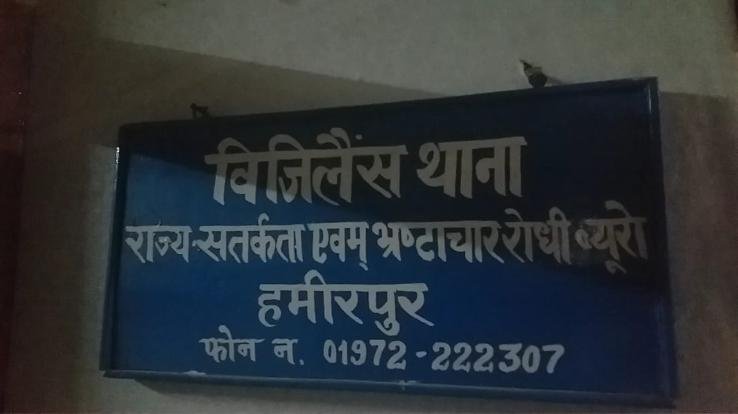 विजिलैंस थाना
राज्य-सतर्कता एवम् भ्रष्टाचार रोधी ब्यूरो
हमीरपुर
फोन न. 01972-222307